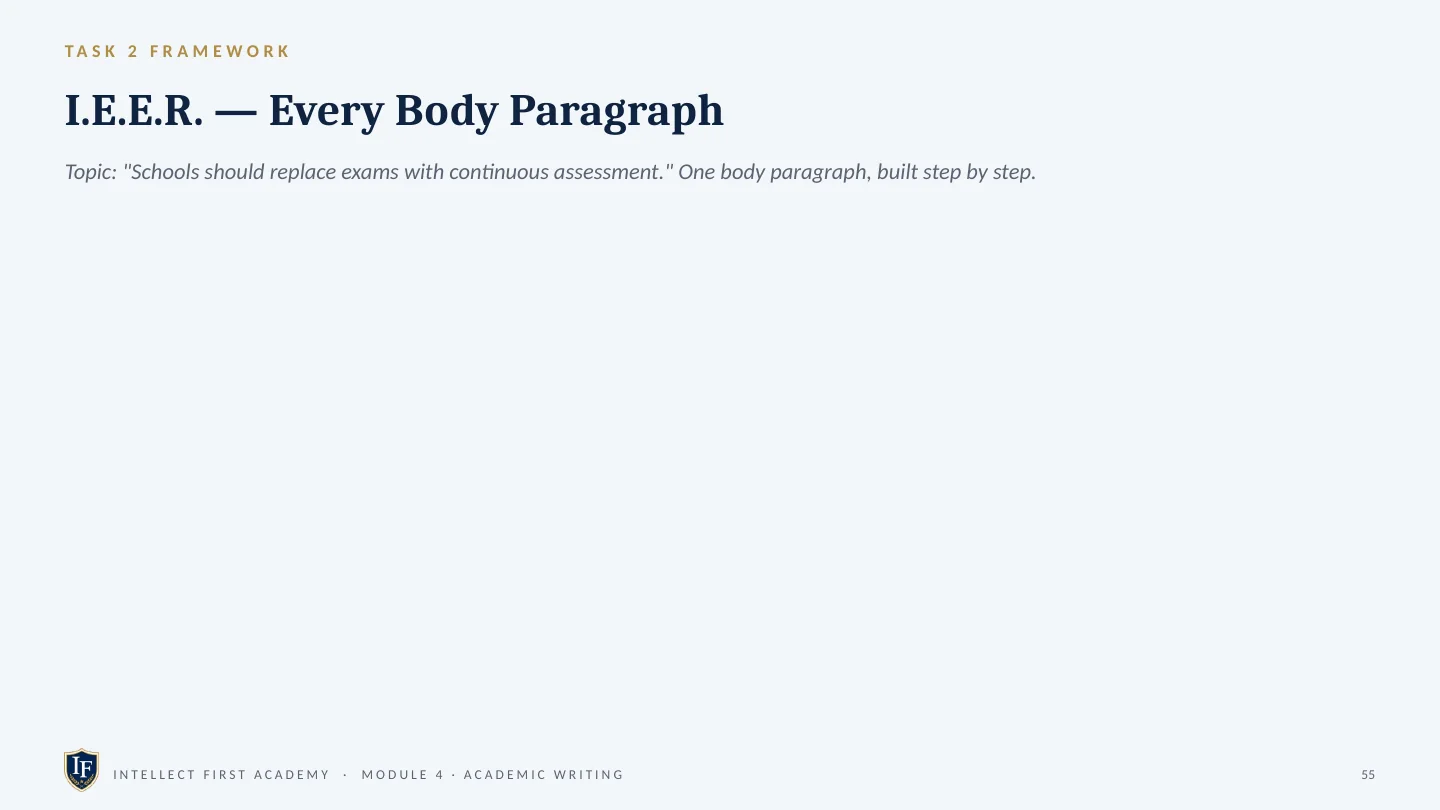 TASK 2 FRAMEWORK
I.E.E.R. — Every Body Paragraph
Topic: "Schools should replace exams with continuous assessment." One body paragraph, built step by step.
IF
INTELLECT FIRST ACADEMY · MODULE 4 · ACADEMIC WRITING
55